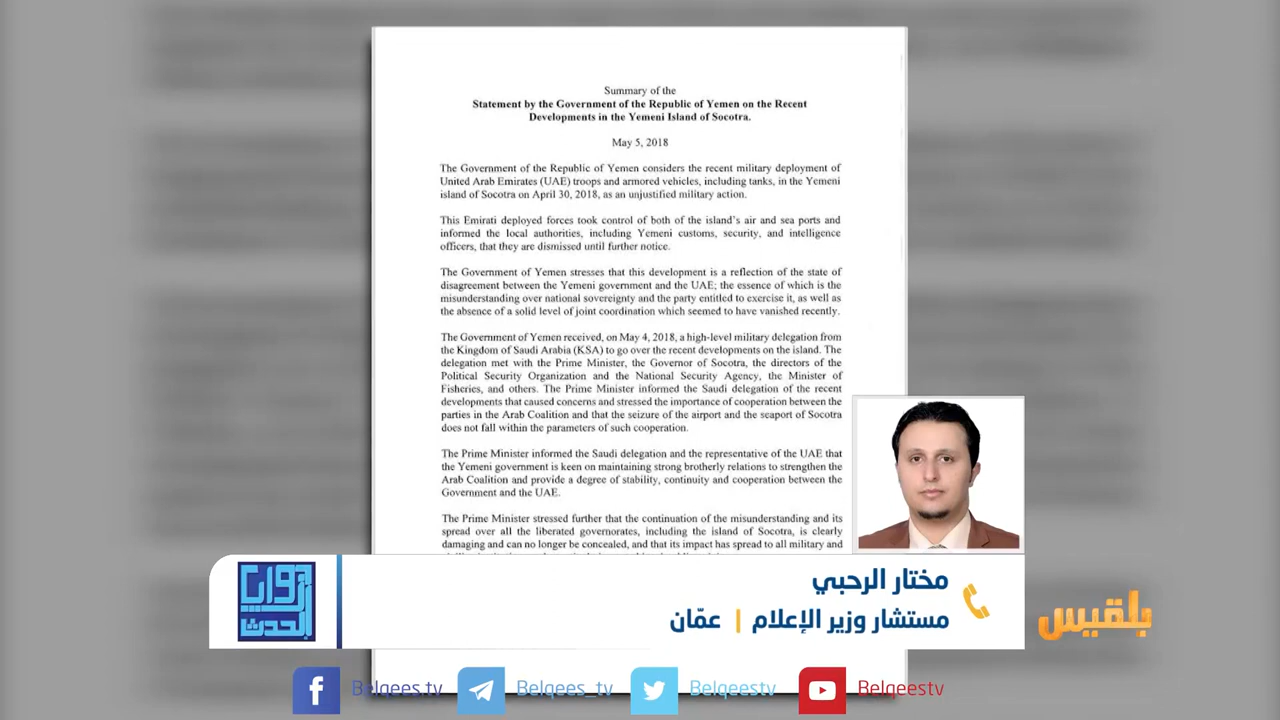 Summary of the
Statement by the Government of the Republic of Yemen on the Recent
Developments in the Yemeni Island of Socotra.
May 5, 2018
The Government of the Republic of Yemen considers the recent military deployment of
United Arab Emirates (UAE) troops and armored vehicles, including tanks, in the Yemeni
island of Socotra on April 30, 2018, as an unjustified military action.
This Emirati deployed forces took control of both of the island's air and sea ports and
informed the local authorities, including Yemeni customs, security, and intelligence
officers, that they are dismissed until further notice.
The Government of Yemen stresses that this development is a reflection of the state of
disagreement between the Yemeni government and the UAE; the essence of which is the
misunderstanding over national sovereignty and the party entitled to exercise it, as well as
the absence of a solid level of joint coordination which seemed to have vanished recently.
The Government of Yemen received, on May 4, 2018, a high-level military delegation from
the Kingdom of Saudi Arabia (KSA) to go over the recent developments on the island. The
delegation met with the Prime Minister, the Governor of Socotra, the directors of the
Political Security Organization and the National Security Agency, the Minister of
Fisheries, and others. The Prime Minister informed the Saudi delegation of the recent
developments that caused concerns and stressed the importance of cooperation between the
parties in the Arab Coalition and that the seizure of the airport and the seaport of Socotra
does not fall within the parameters of such cooperation.
The Prime Minister informed the Saudi delegation and the representative of the UAE that
the Yemeni government is keen on maintaining strong brotherly relations to strengthen the
Arab Coalition and provide a degree of stability, continuity and cooperation between the
Government and the UAE.
The Prime Minister stressed further that the continuation of the misunderstanding and its
spread over all the liberated governorates, including the island of Socotra, is clearly
damaging and can no longer be concealed, and that its impact has spread to all military and
مختار الرحبي
مستشار وزير الإعلام | عمّان
أبواب الحدث
بلقيس
Belqees.tv
Belqees_tv
Belqeestv
Belqeestv